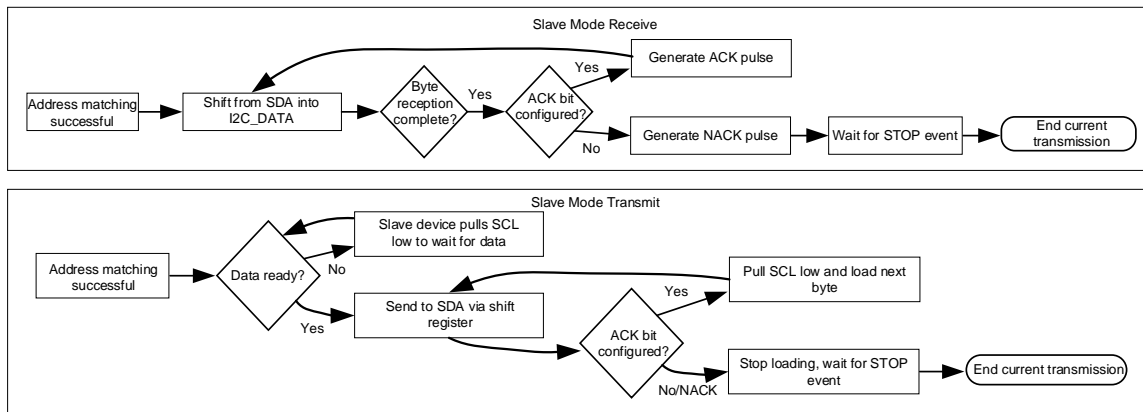 Slave Mode Receive
Generate ACK pulse
Yes
Address matching
successful
Shift from SDA into
I2C_DATA
Byte
reception
complete?
Yes
ACK bit
configured?
No
Generate NACK pulse
Wait for STOP event
End current
transmission
Slave Mode Transmit
Slave device pulls SCL
low to wait for data
Address matching
successful
Data ready?
No
Yes
Send to SDA via shift
register
Pull SCL low and load next
byte
Yes
ACK bit
configured?
No/NACK
Stop loading, wait for STOP
event
End current transmission